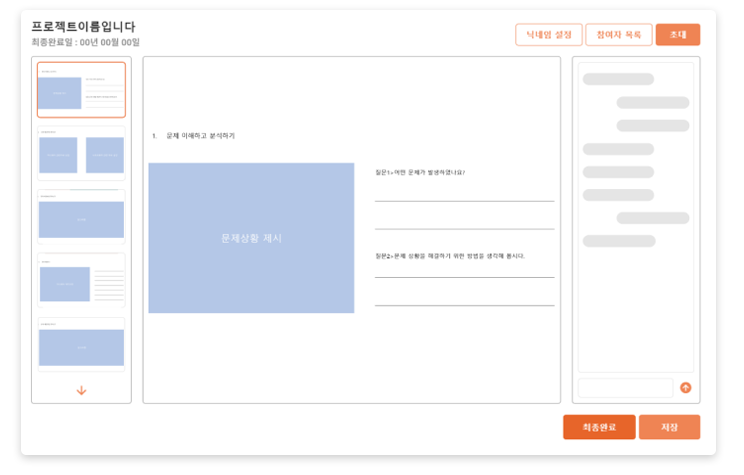 프로젝트이름입니다
최종완료일 : 00년 00월 00일
닉네임 설정
참여자 목록
초대
1. 문제 이해하고 분석하기
문제상황 제시
질문1>어떤 문제가 발생하였나요?
질문2>문제 상황을 해결하기 위한 방법을 생각해 봅시다.
최종완료
저장